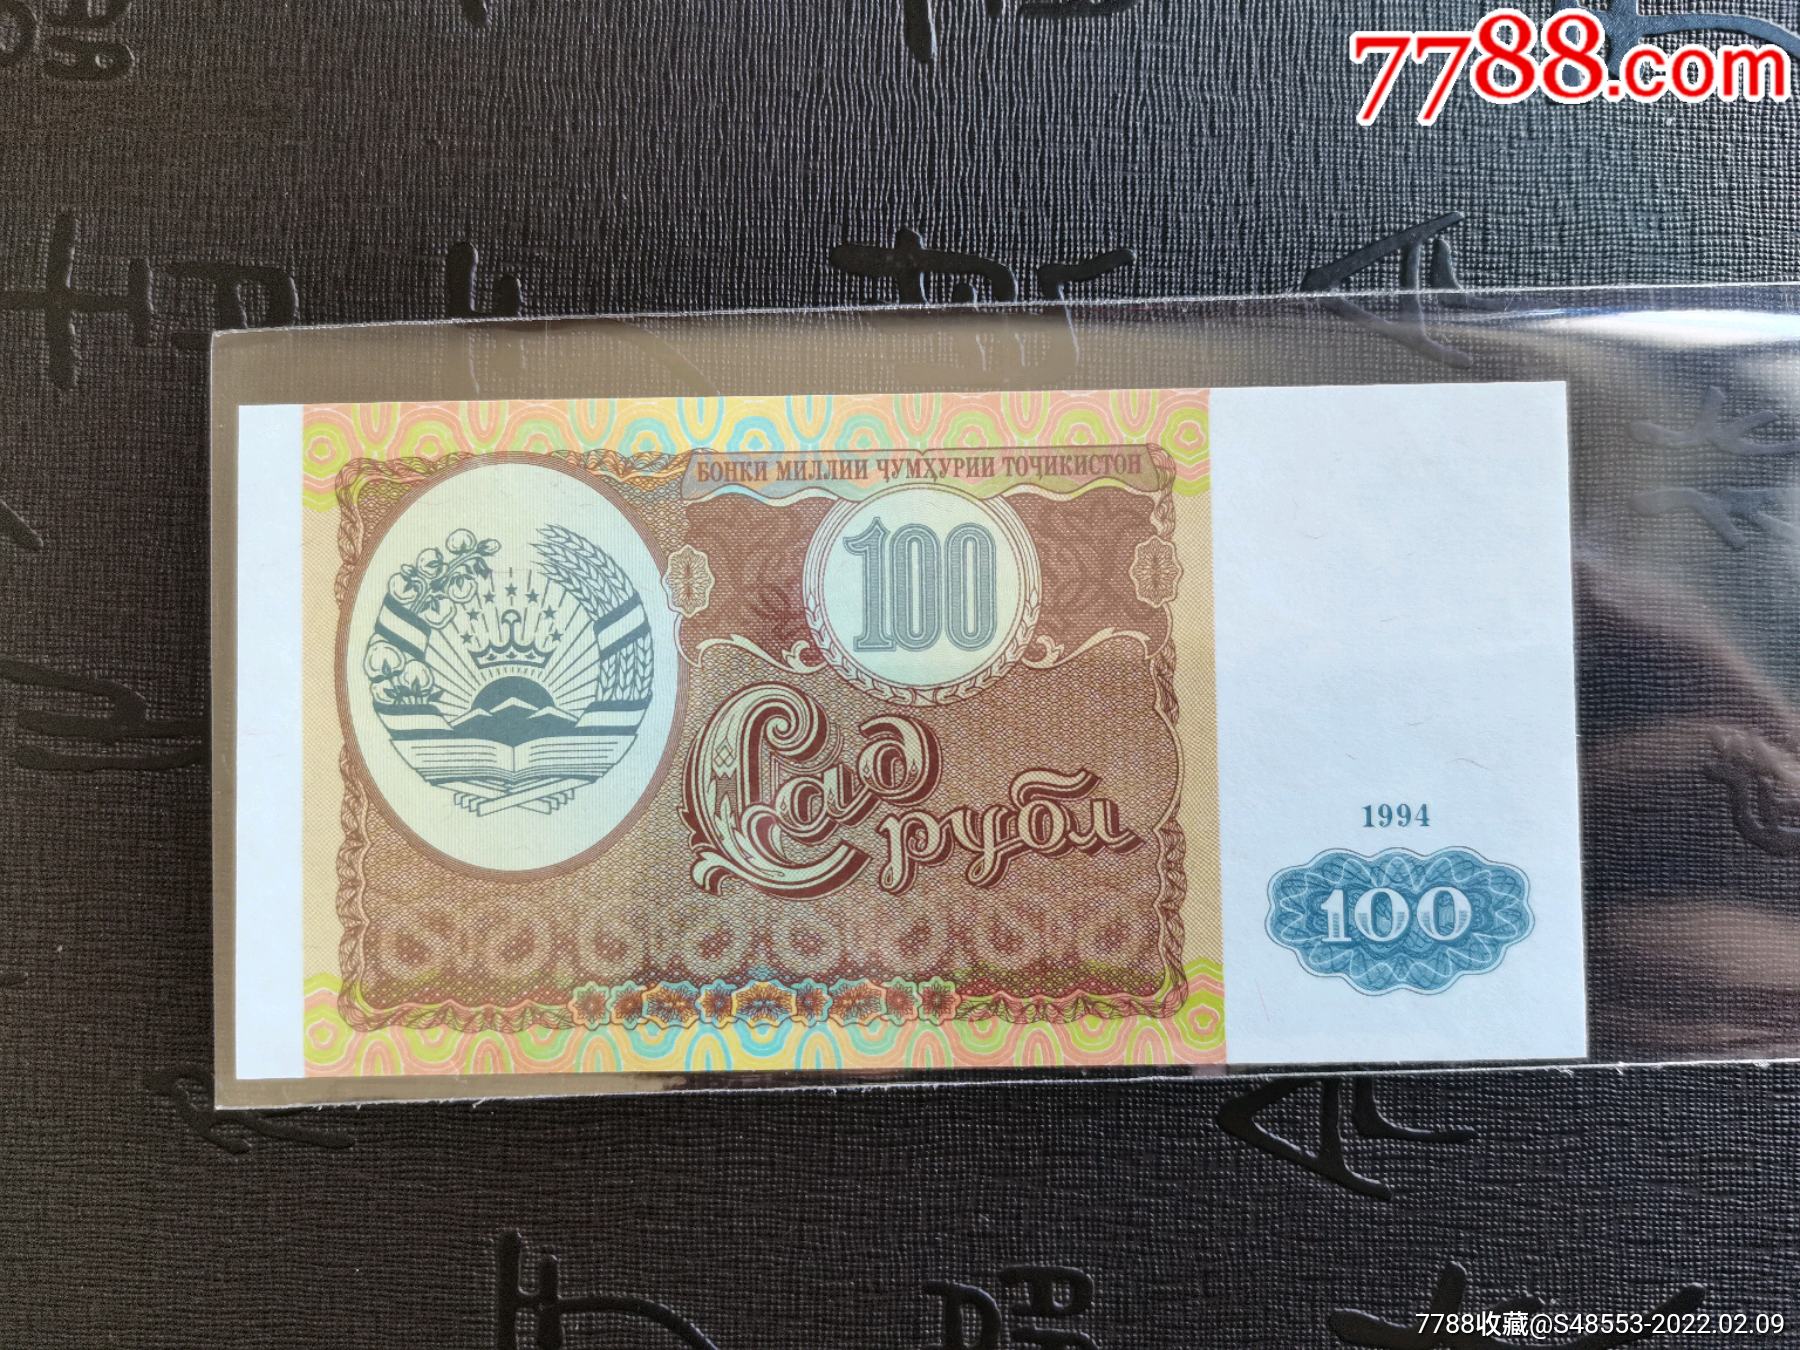 7788.com
БОНКИ МИЛЛИИ ҶУМҲУРИИ ТОҶИКИСТОН
100
Сад
рубл
1994
100
7788收藏@S48553-2022.02.09